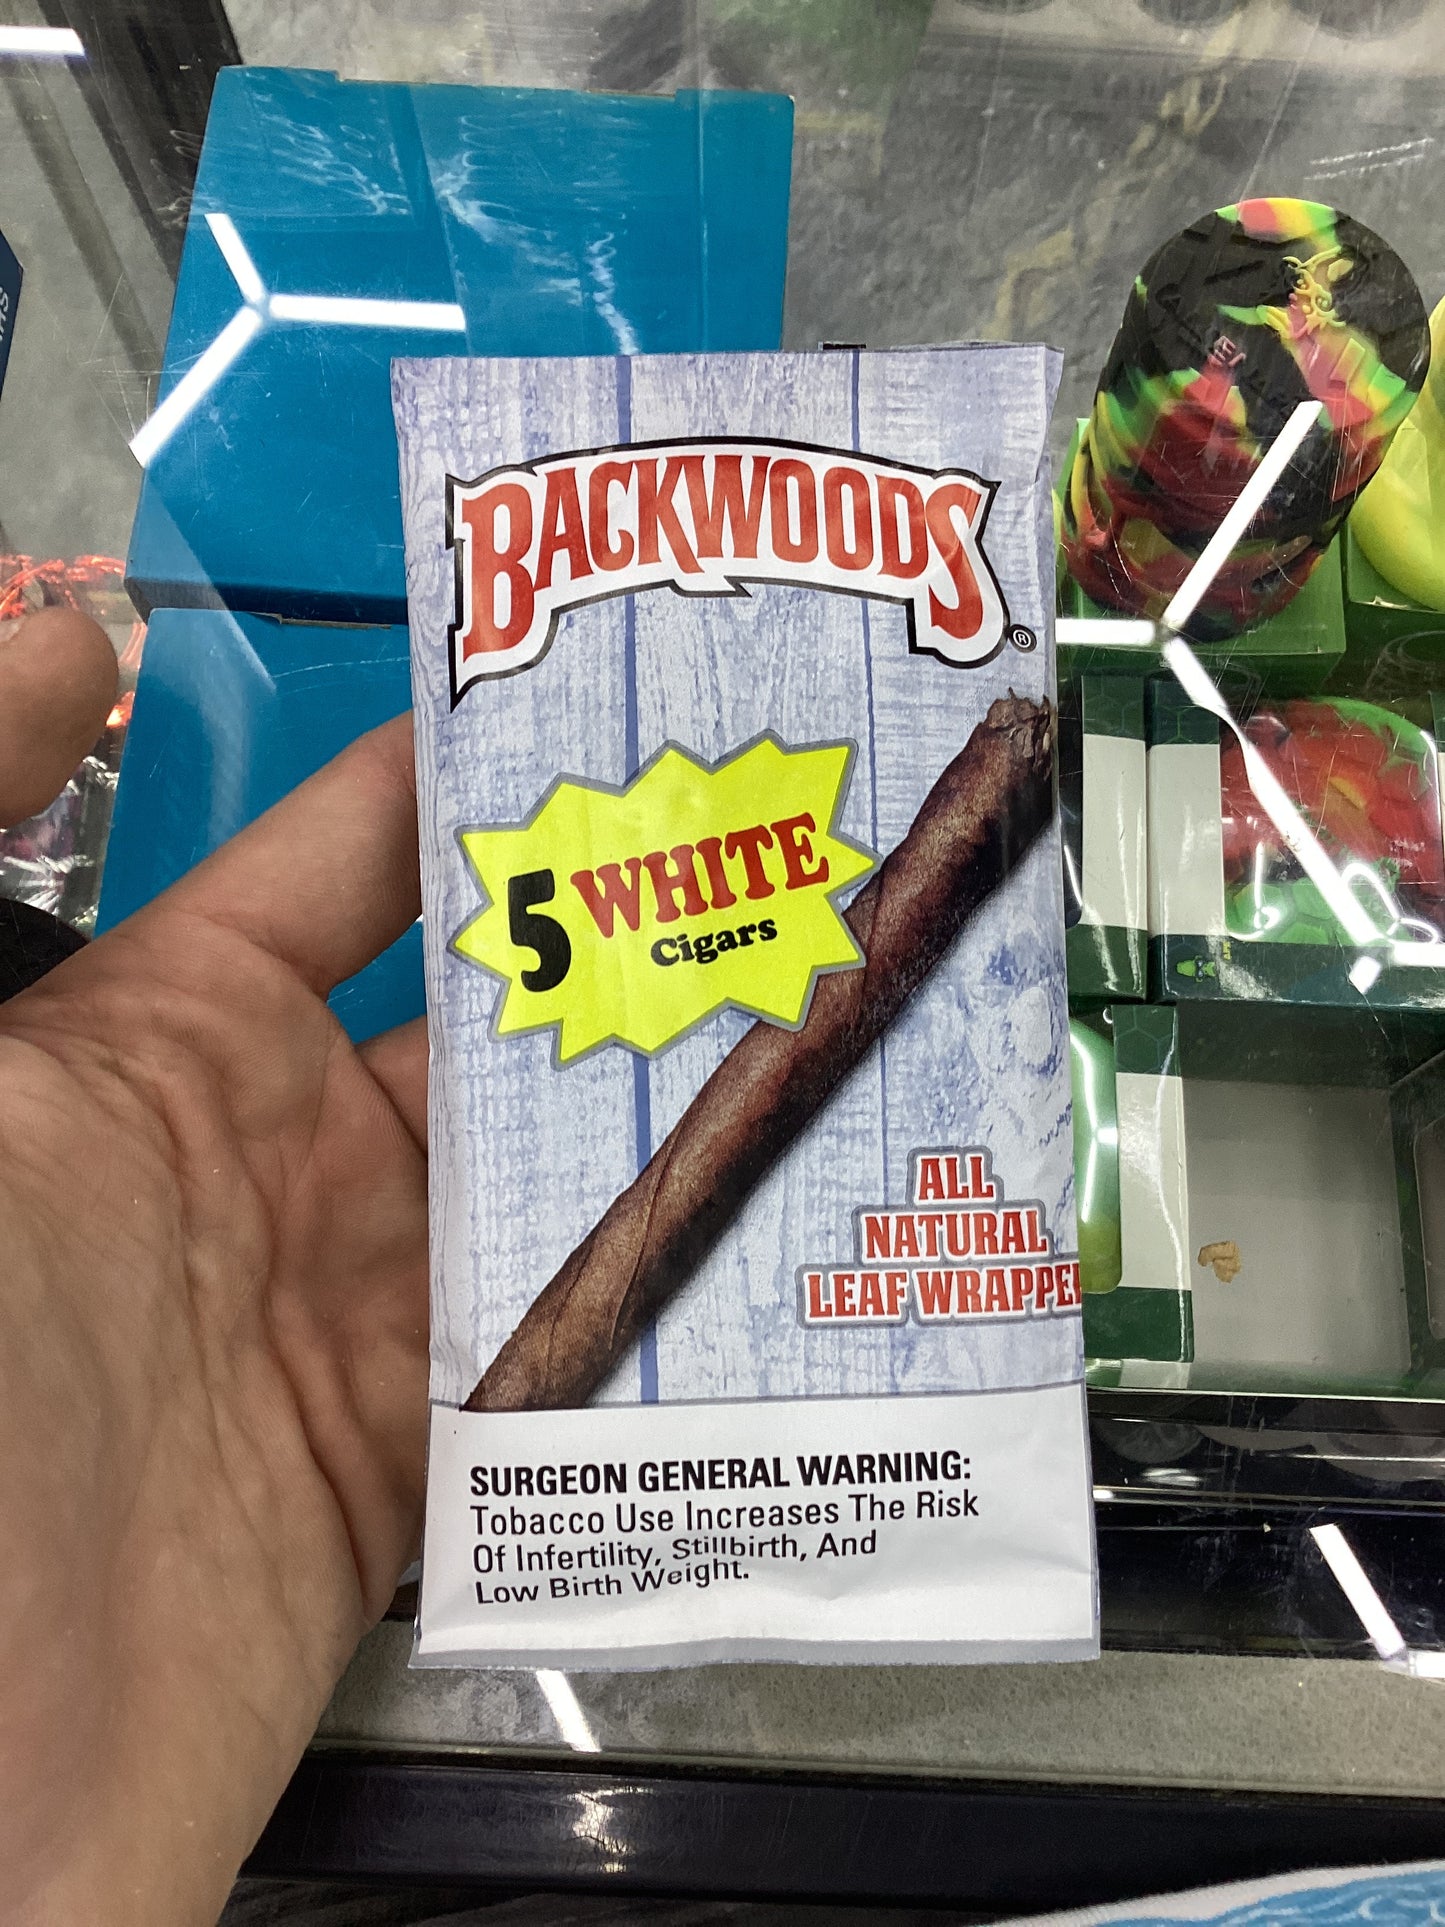 BACKWOODS
®
5 WHITE
Cigars
ALL
NATURAL
LEAF WRAPPE
SURGEON GENERAL WARNING:
Tobacco Use Increases The Risk
Of Infertility, Stillbirth, And
Low Birth Weight.